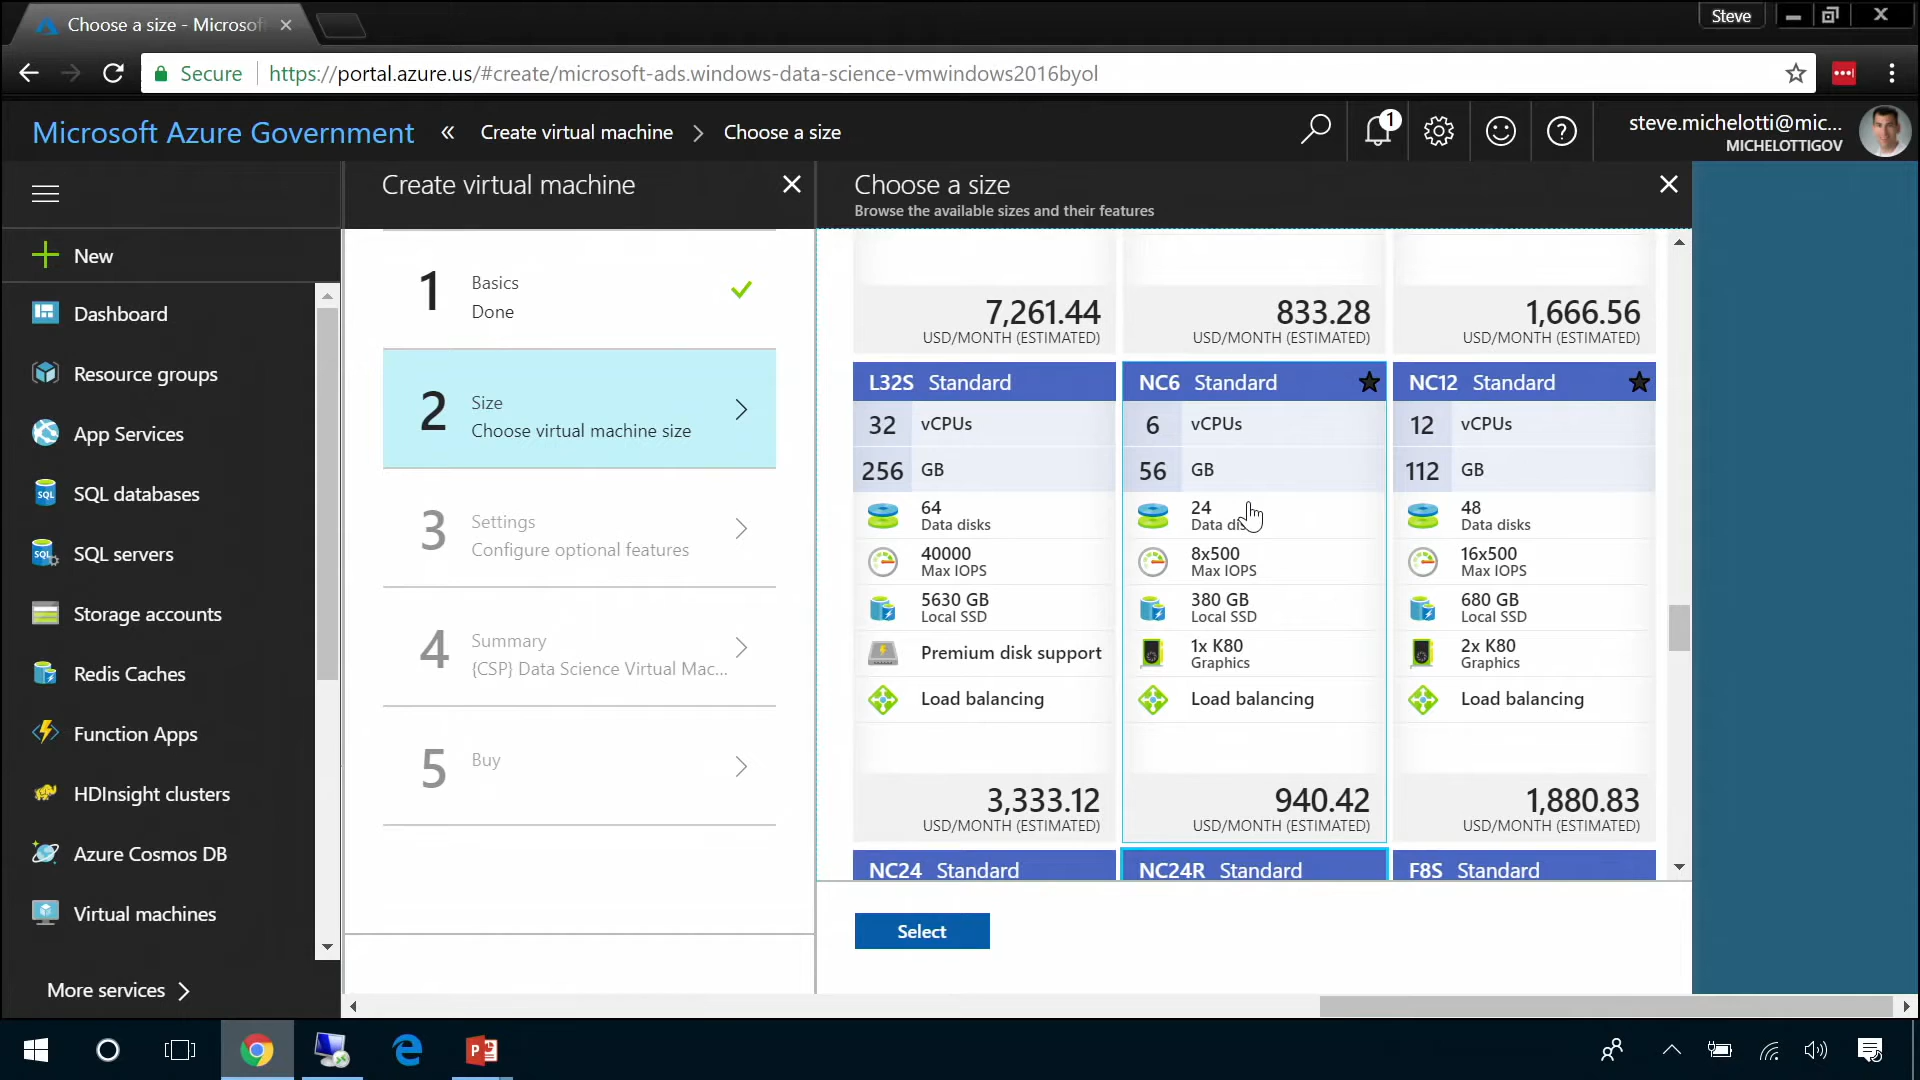 Choose a size - Microsoft
Steve
Secure
https://portal.azure.us/#create/microsoft-ads.windows-data-science-vmwindows2016byol
Microsoft Azure Government
«
Create virtual machine
Choose a size
1
steve.michelotti@mic...
MICHELOTTIGOV
New
Dashboard
Resource groups
App Services
SQL databases
SQL servers
Storage accounts
Redis Caches
Function Apps
HDInsight clusters
Azure Cosmos DB
Virtual machines
More services
Create virtual machine
1
Basics
Done
2
Size
Choose virtual machine size
3
Settings
Configure optional features
4
Summary
{CSP} Data Science Virtual Mac...
5
Buy
Choose a size
Browse the available sizes and their features
7,261.44
USD/MONTH (ESTIMATED)
833.28
USD/MONTH (ESTIMATED)
1,666.56
USD/MONTH (ESTIMATED)
L32S Standard
32 vCPUs
256 GB
64
Data disks
40000
Max IOPS
5630 GB
Local SSD
Premium disk support
Load balancing
3,333.12
USD/MONTH (ESTIMATED)
NC6 Standard
6 vCPUs
56 GB
24
Data disks
8x500
Max IOPS
380 GB
Local SSD
1x K80
Graphics
Load balancing
940.42
USD/MONTH (ESTIMATED)
NC12 Standard
12 vCPUs
112 GB
48
Data disks
16x500
Max IOPS
680 GB
Local SSD
2x K80
Graphics
Load balancing
1,880.83
USD/MONTH (ESTIMATED)
NC24 Standard
NC24R Standard
F8S Standard
Select